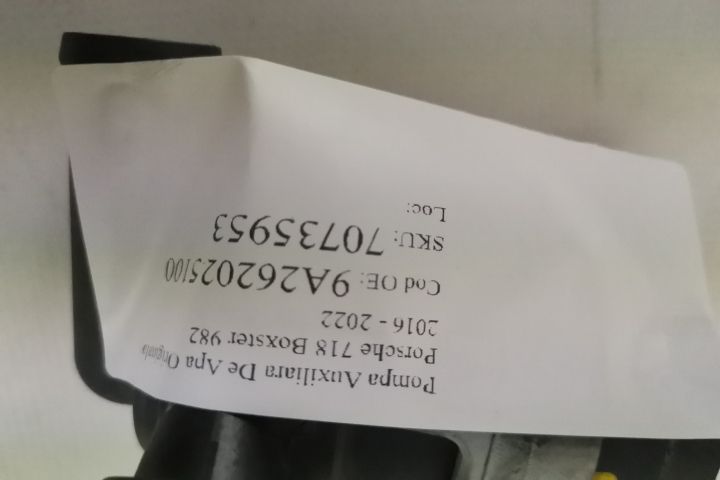 Pompa Auxiliara De Apa Originala
Porsche 718 Boxster 982
2016 - 2022
Cod OE: 9A262025100
SKU: 70735953
Loc: